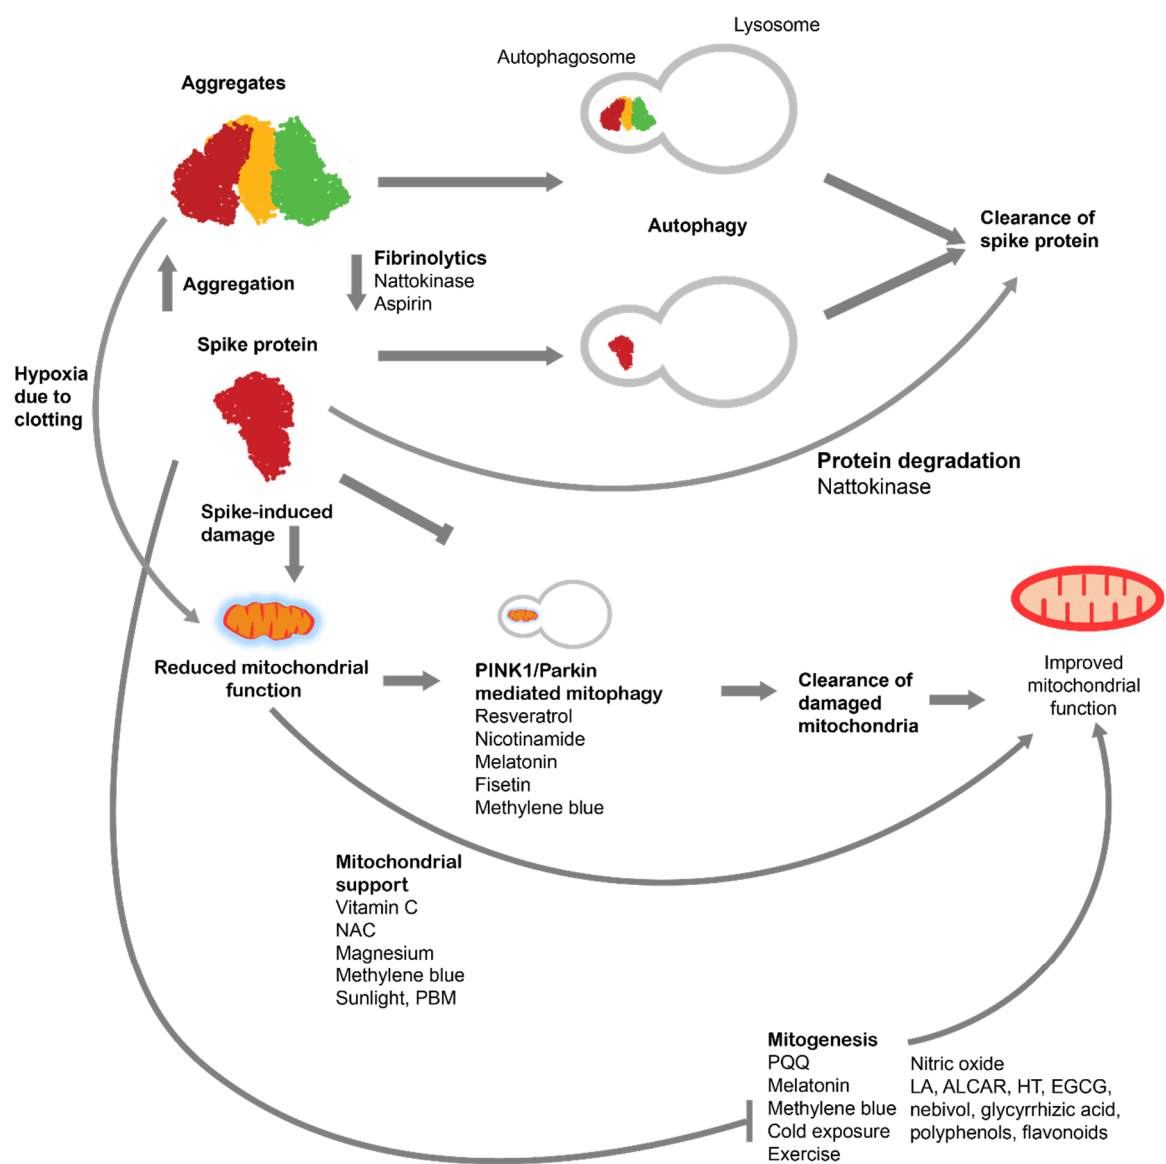 Lysosome
Autophagosome
Aggregates
Clearance of
spike protein
Autophagy
Fibrinolytics
Nattokinase
Aspirin
Aggregation
Spike protein
Hypoxia
due to
clotting
Protein degradation
Nattokinase
Spike-induced
damage
Reduced mitochondrial
function
PINK1/Parkin
mediated mitophagy
Resveratrol
Nicotinamide
Melatonin
Fisetin
Methylene blue
Clearance of
damaged
mitochondria
Improved
mitochondrial
function
Mitochondrial
support
Vitamin C
NAC
Magnesium
Methylene blue
Sunlight, PBM
Mitogenesis
PQQ
Melatonin
Methylene blue
Cold exposure
Exercise
Nitric oxide
LA, ALCAR, HT, EGCG,
nebivol, glycyrrhizic acid,
polyphenols, flavonoids